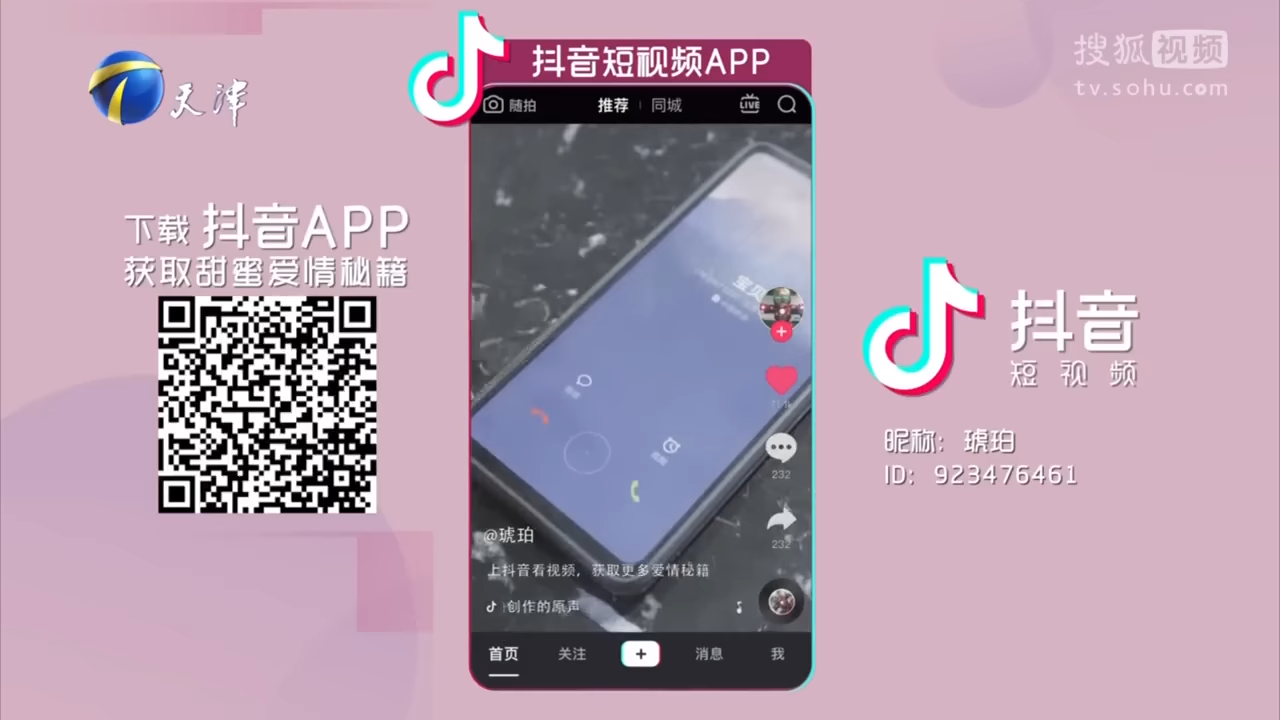 天津
抖音短视频APP
搜狐视频
tv.sohu.com
随拍
推荐
同城
LIVE
下载 抖音APP
获取甜蜜爱情秘籍
宝贝
232
232
@琥珀
上抖音看视频，获取更多爱情秘籍
创作的原声
首页
关注
消息
我
抖音
短视频
昵称：琥珀
ID：923476461